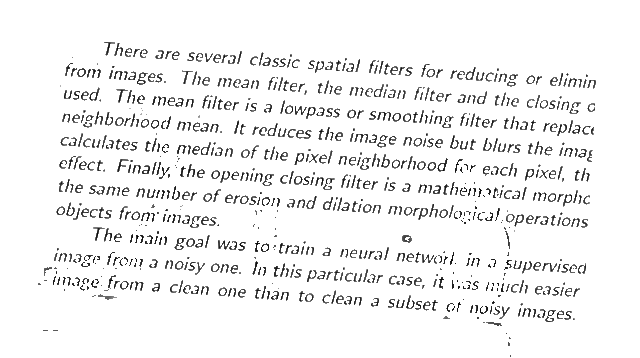 There are several classic spatial filters for reducing or elimin
from images. The mean filter, the median filter and the closing o
used. The mean filter is a lowpass or smoothing filter that replace
neighborhood mean. It reduces the image noise but blurs the imag
calculates the median of the pixel neighborhood for each pixel, th
effect. Finally, the opening closing filter is a mathematical morpho
the same number of erosion and dilation morphological operations
objects from images.
The main goal was to train a neural network in a supervised
image from a noisy one. In this particular case, it was much easier
image from a clean one than to clean a subset of noisy images.